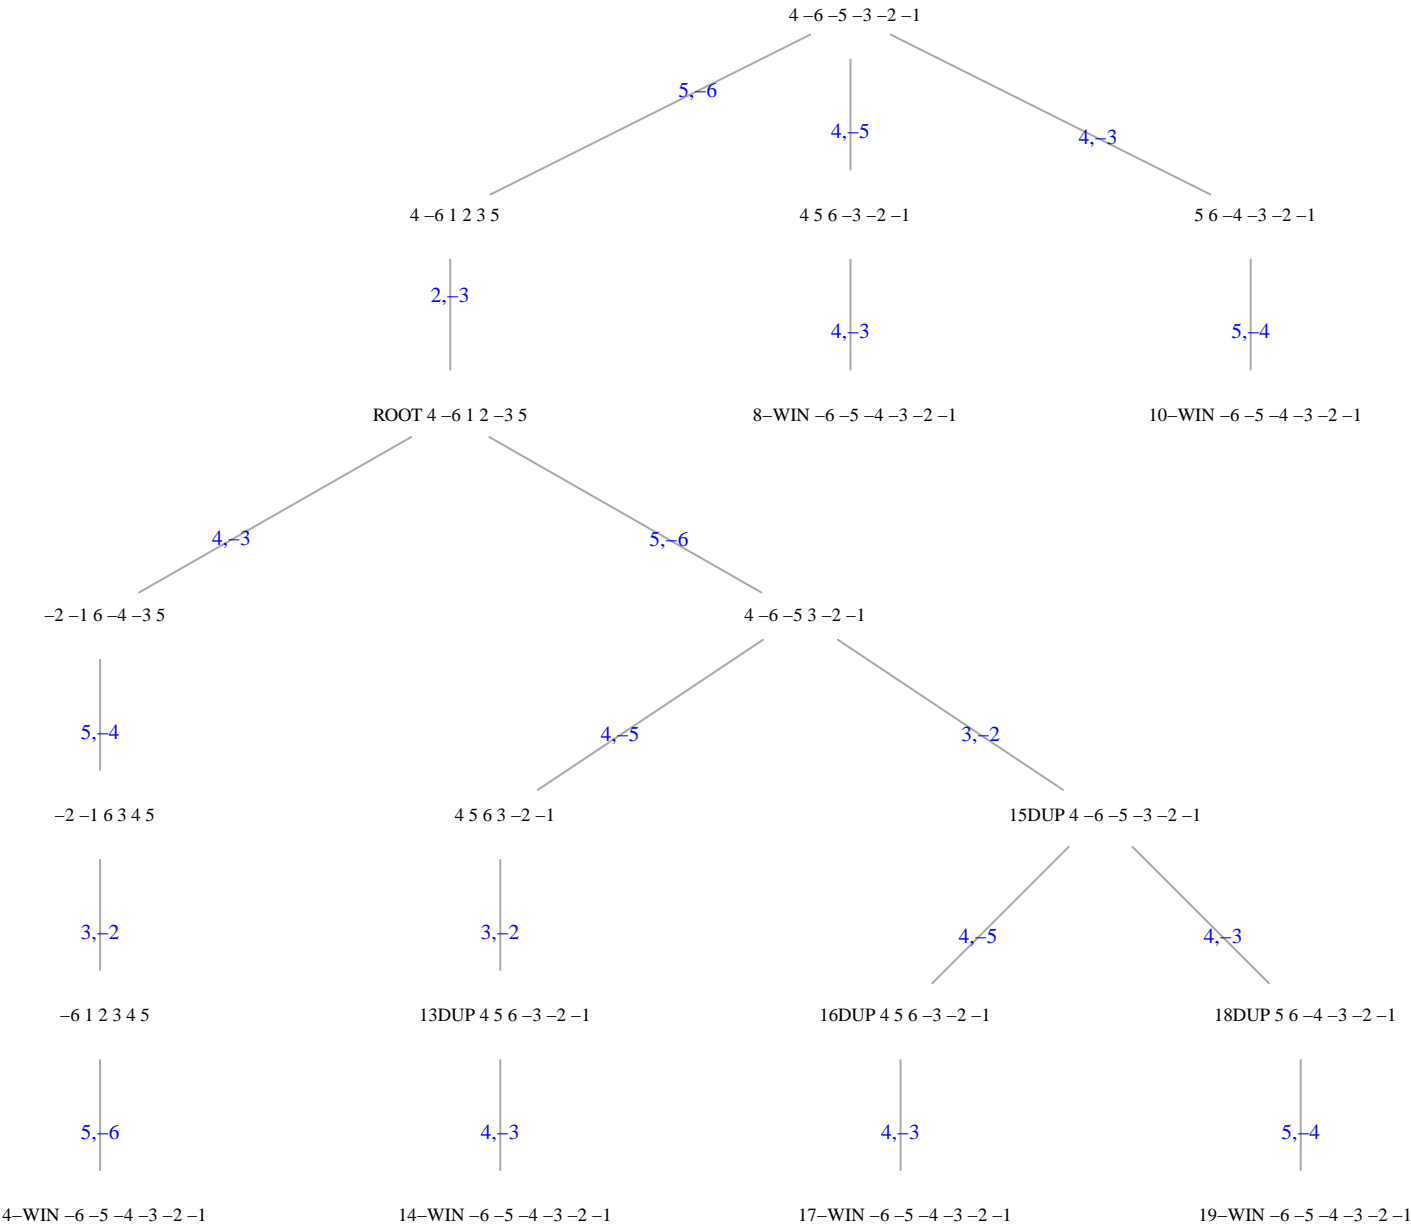 4 –6 –5 –3 –2 –1
5,–6
4,–5
4,–3
4 –6 1 2 3 5
4 5 6 –3 –2 –1
5 6 –4 –3 –2 –1
2,–3
4,–3
5,–4
ROOT 4 –6 1 2 –3 5
8–WIN –6 –5 –4 –3 –2 –1
10–WIN –6 –5 –4 –3 –2 –1
4,–3
5,–6
–2 –1 6 –4 –3 5
4 –6 –5 3 –2 –1
5,–4
4,–5
3,–2
–2 –1 6 3 4 5
4 5 6 3 –2 –1
15DUP 4 –6 –5 –3 –2 –1
3,–2
3,–2
4,–5
4,–3
–6 1 2 3 4 5
13DUP 4 5 6 –3 –2 –1
16DUP 4 5 6 –3 –2 –1
18DUP 5 6 –4 –3 –2 –1
5,–6
4,–3
4,–3
5,–4
4–WIN –6 –5 –4 –3 –2 –1
14–WIN –6 –5 –4 –3 –2 –1
17–WIN –6 –5 –4 –3 –2 –1
19–WIN –6 –5 –4 –3 –2 –1